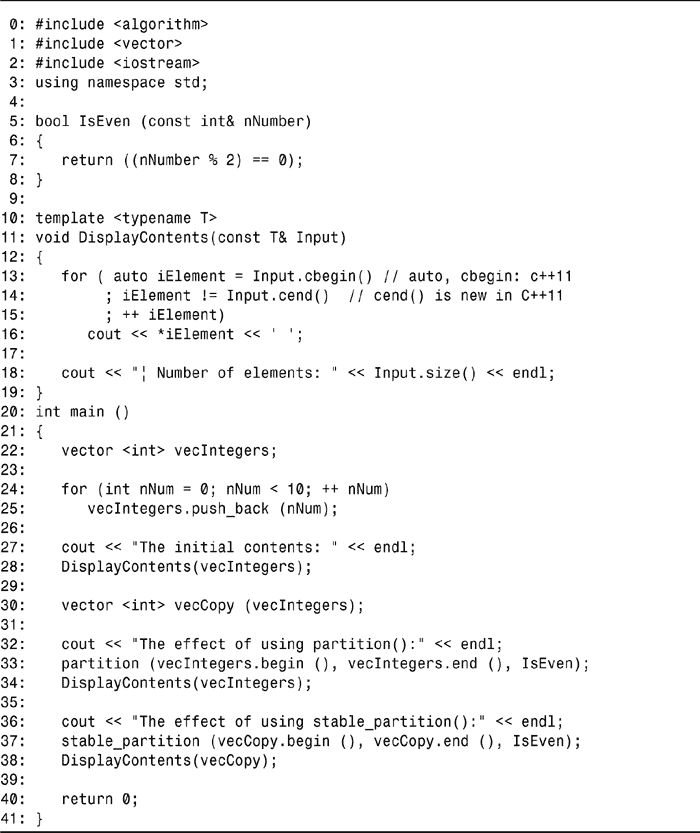 0: #include <algorithm>
1: #include <vector>
2: #include <iostream>
3: using namespace std;
4:
5: bool IsEven (const int& nNumber)
6: {
7:    return ((nNumber % 2) == 0);
8: }
9:
10: template <typename T>
11: void DisplayContents(const T& Input)
12: {
13:    for ( auto iElement = Input.cbegin() // auto, cbegin: c++11
14:         ; iElement != Input.cend()  // cend() is new in C++11
15:         ; ++ iElement)
16:       cout << *iElement << ' ';
17:
18:    cout << "¦ Number of elements: " << Input.size() << endl;
19: }
20: int main ()
21: {
22:    vector <int> vecIntegers;
23:
24:    for (int nNum = 0; nNum < 10; ++ nNum)
25:       vecIntegers.push_back (nNum);
26:
27:    cout << "The initial contents: " << endl;
28:    DisplayContents(vecIntegers);
29:
30:    vector <int> vecCopy (vecIntegers);
31:
32:    cout << "The effect of using partition():" << endl;
33:    partition (vecIntegers.begin (), vecIntegers.end (), IsEven);
34:    DisplayContents(vecIntegers);
35:
36:    cout << "The effect of using stable_partition():" << endl;
37:    stable_partition (vecCopy.begin (), vecCopy.end (), IsEven);
38:    DisplayContents(vecCopy);
39:
40:    return 0;
41: }